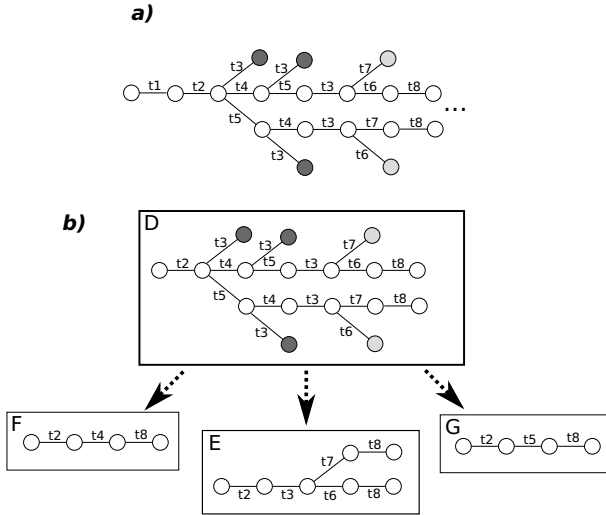 a)
t3 t3 t7
t1 t2 t4 t5 t3 t6 t8
...
t5 t4 t3 t7 t8
t3 t6
b)
D
t3 t3 t7
t2 t4 t5 t3 t6 t8
t5 t4 t3 t7 t8
t3 t6
F
t2 t4 t8
E
t7 t8
t2 t3 t6 t8
G
t2 t5 t8